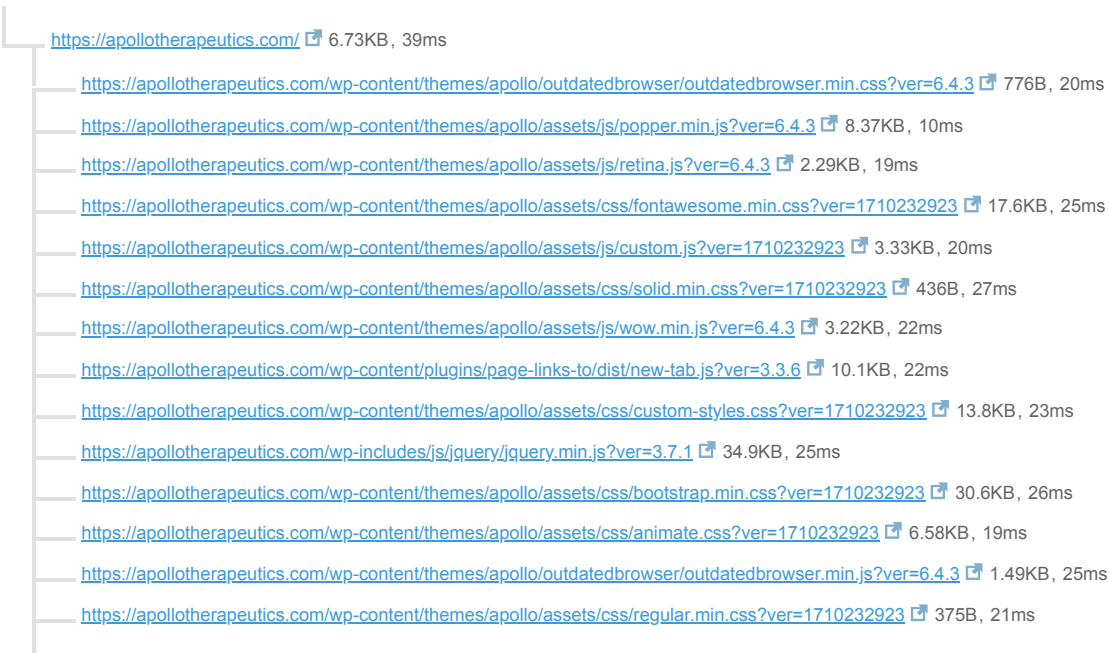 https://apollotherapeutics.com/ 6.73KB, 39ms
https://apollotherapeutics.com/wp-content/themes/apollo/outdatedbrowser/outdatedbrowser.min.css?ver=6.4.3 776B, 20ms
https://apollotherapeutics.com/wp-content/themes/apollo/assets/js/popper.min.js?ver=6.4.3 8.37KB, 10ms
https://apollotherapeutics.com/wp-content/themes/apollo/assets/js/retina.js?ver=6.4.3 2.29KB, 19ms
https://apollotherapeutics.com/wp-content/themes/apollo/assets/css/fontawesome.min.css?ver=1710232923 17.6KB, 25ms
https://apollotherapeutics.com/wp-content/themes/apollo/assets/js/custom.js?ver=1710232923 3.33KB, 20ms
https://apollotherapeutics.com/wp-content/themes/apollo/assets/css/solid.min.css?ver=1710232923 436B, 27ms
https://apollotherapeutics.com/wp-content/themes/apollo/assets/js/wow.min.js?ver=6.4.3 3.22KB, 22ms
https://apollotherapeutics.com/wp-content/plugins/page-links-to/dist/new-tab.js?ver=3.3.6 10.1KB, 22ms
https://apollotherapeutics.com/wp-content/themes/apollo/assets/css/custom-styles.css?ver=1710232923 13.8KB, 23ms
https://apollotherapeutics.com/wp-includes/js/jquery/jquery.min.js?ver=3.7.1 34.9KB, 25ms
https://apollotherapeutics.com/wp-content/themes/apollo/assets/css/bootstrap.min.css?ver=1710232923 30.6KB, 26ms
https://apollotherapeutics.com/wp-content/themes/apollo/assets/css/animate.css?ver=1710232923 6.58KB, 19ms
https://apollotherapeutics.com/wp-content/themes/apollo/outdatedbrowser/outdatedbrowser.min.js?ver=6.4.3 1.49KB, 25ms
https://apollotherapeutics.com/wp-content/themes/apollo/assets/css/regular.min.css?ver=1710232923 375B, 21ms